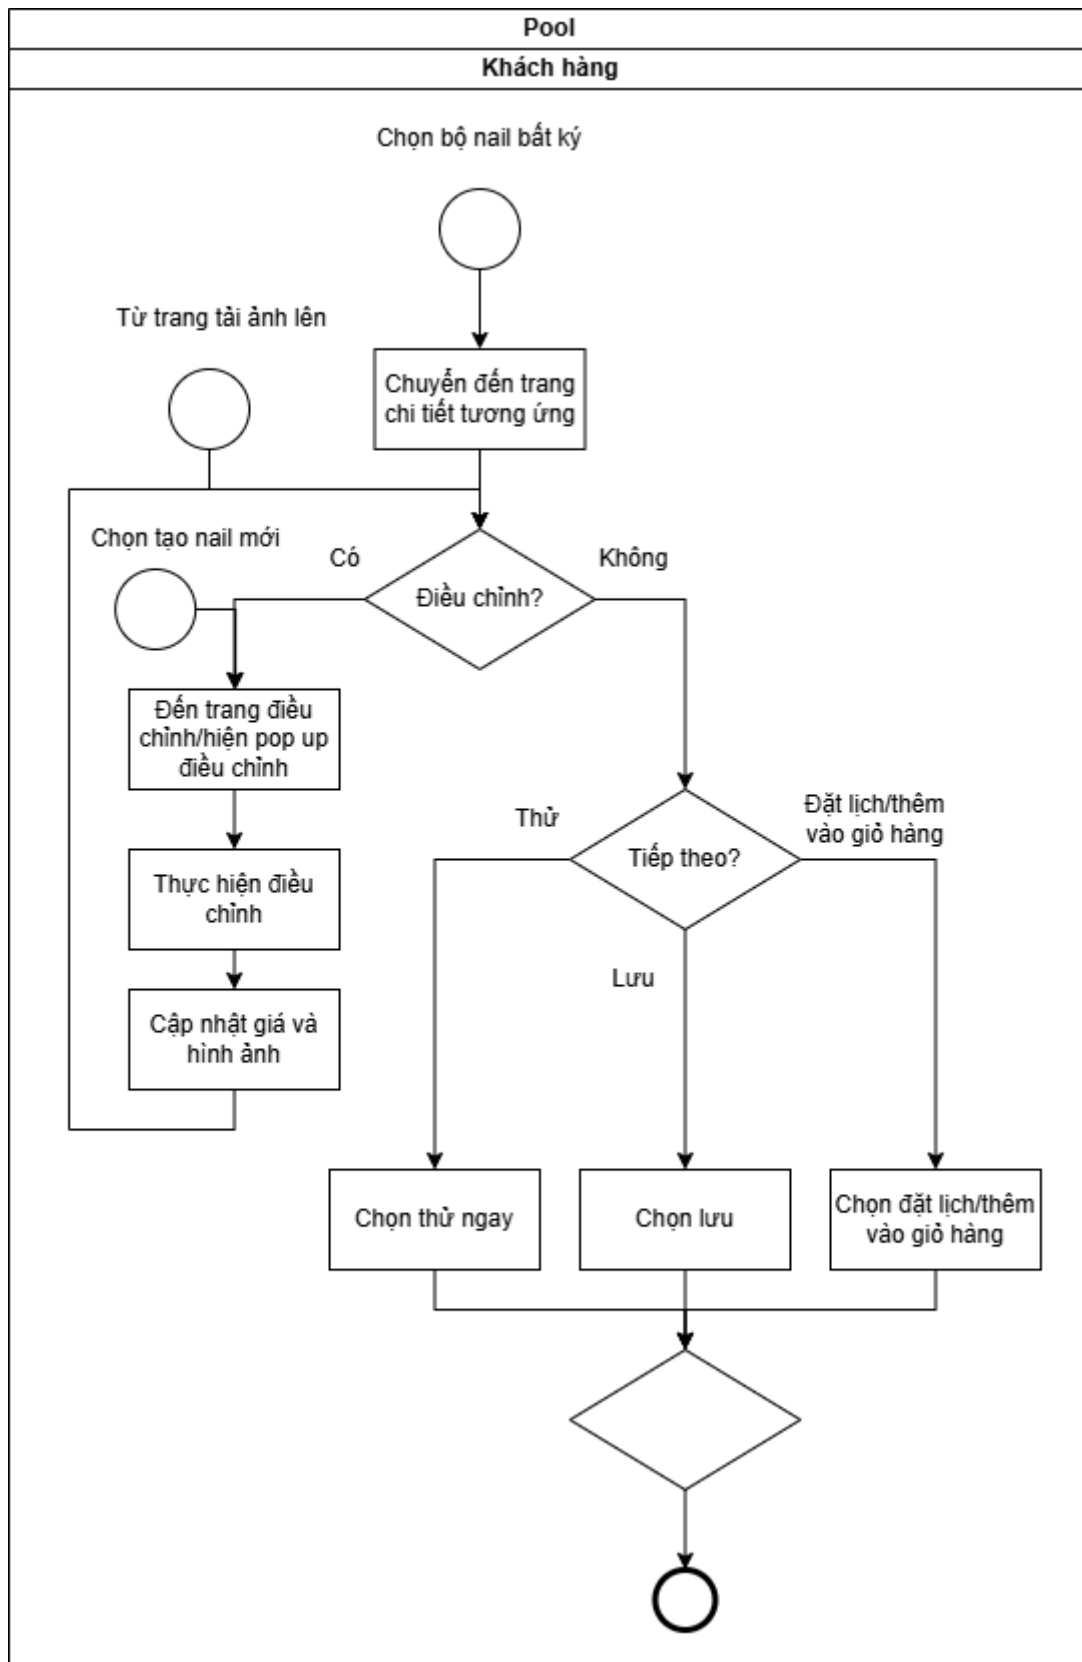 Pool
Khách hàng
Chọn bộ nail bất kỳ
Từ trang tải ảnh lên
Chuyển đến trang
chi tiết tương ứng
Chọn tạo nail mới
Có
Không
Điều chỉnh?
Đến trang điều
chỉnh/hiện pop up
điều chỉnh
Thử
Đặt lịch/thêm
vào giỏ hàng
Tiếp theo?
Thực hiện điều
chỉnh
Lưu
Cập nhật giá và
hình ảnh
Chọn thử ngay
Chọn lưu
Chọn đặt lịch/thêm
vào giỏ hàng